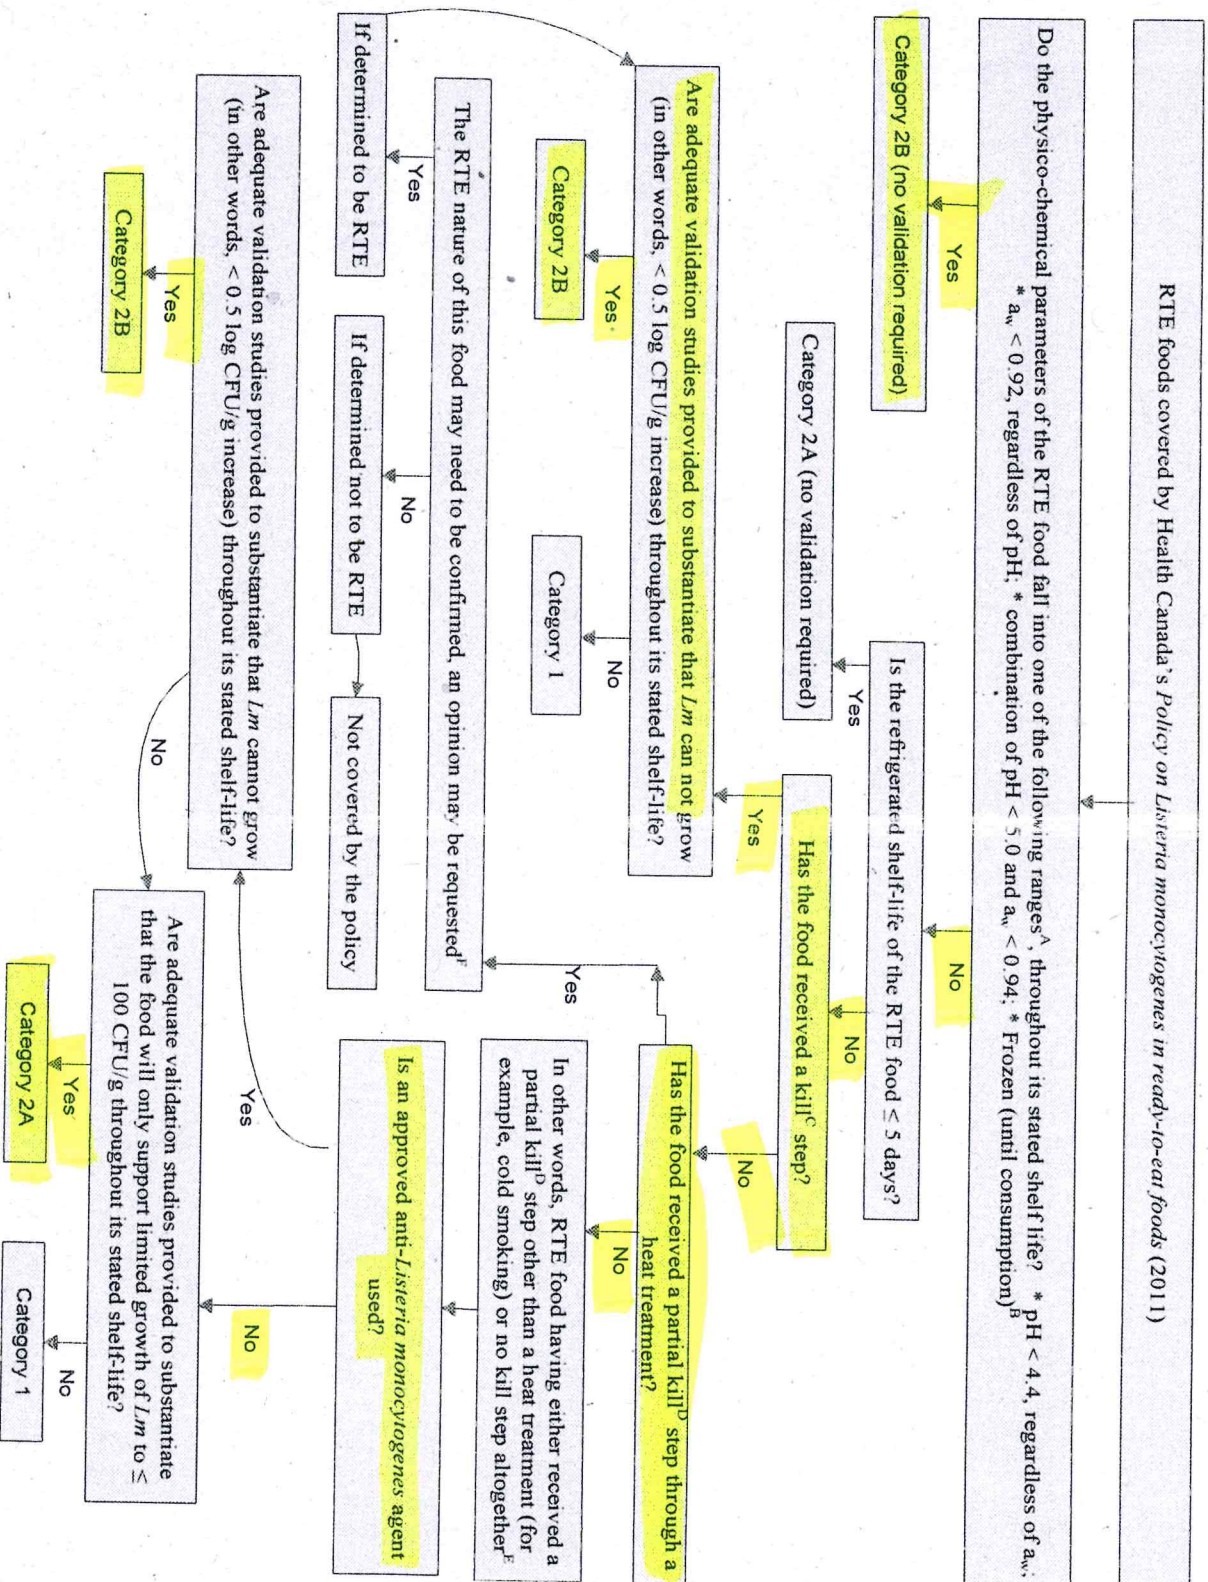 RTE foods covered by Health Canada's Policy on Listeria monocytogenes in ready-to-eat foods (2011)
Do the physico-chemical parameters of the RTE food fall into one of the following ranges^A, throughout its stated shelf life? * pH < 4.4, regardless of a_w;
* a_w < 0.92, regardless of pH; * combination of pH < 5.0 and a_w < 0.94; * Frozen (until consumption)^B
Yes
No
Category 2B (no validation required)
Is the refrigerated shelf-life of the RTE food ≤ 5 days?
Yes
No
Category 2A (no validation required)
Has the food received a kill^C step?
Yes
No
Are adequate validation studies provided to substantiate that Lm can not grow
(in other words, < 0.5 log CFU/g increase) throughout its stated shelf-life?
Yes
No
Category 2B
Category 1
Has the food received a partial kill^D step through a
heat treatment?
Yes
No
The RTE nature of this food may need to be confirmed, an opinion may be requested^F
Yes
No
If determined to be RTE
If determined not to be RTE
Not covered by the policy
In other words, RTE food having either received a
partial kill^D step other than a heat treatment (for
example, cold smoking) or no kill step altogether^E
Is an approved anti-Listeria monocytogenes agent
used?
Yes
No
Are adequate validation studies provided to substantiate that Lm cannot grow
(in other words, < 0.5 log CFU/g increase) throughout its stated shelf-life?
Yes
No
Category 2B
Are adequate validation studies provided to substantiate
that the food will only support limited growth of Lm to ≤
100 CFU/g throughout its stated shelf-life?
Yes
No
Category 2A
Category 1